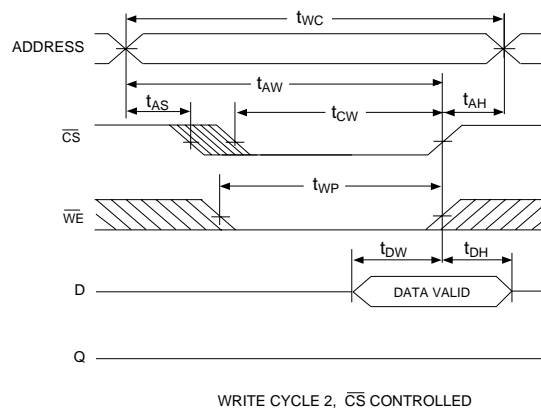 tWC
ADDRESS
tAW
tAS
tCW
tAH
CS
tWP
WE
tDW
tDH
D
DATA VALID
Q
WRITE CYCLE 2, CS CONTROLLED